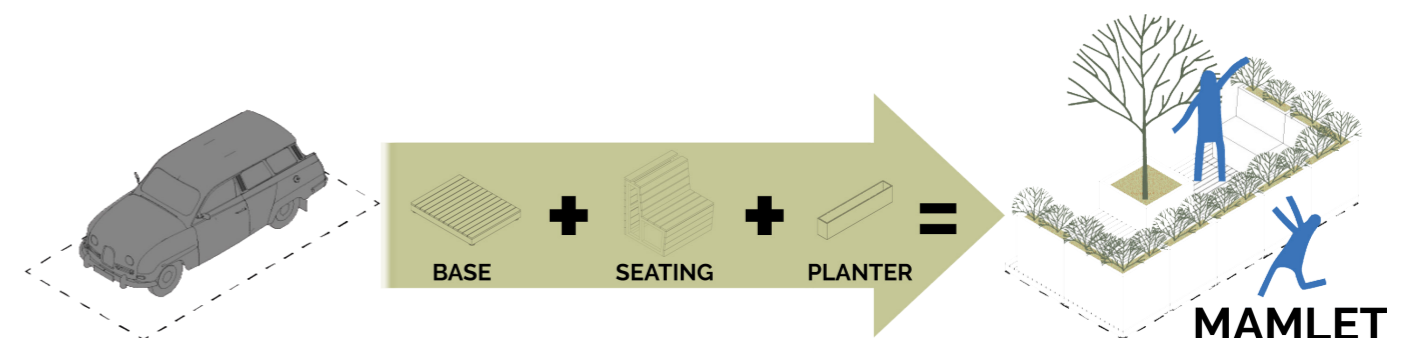 + + =
BASE SEATING PLANTER
MAMLET